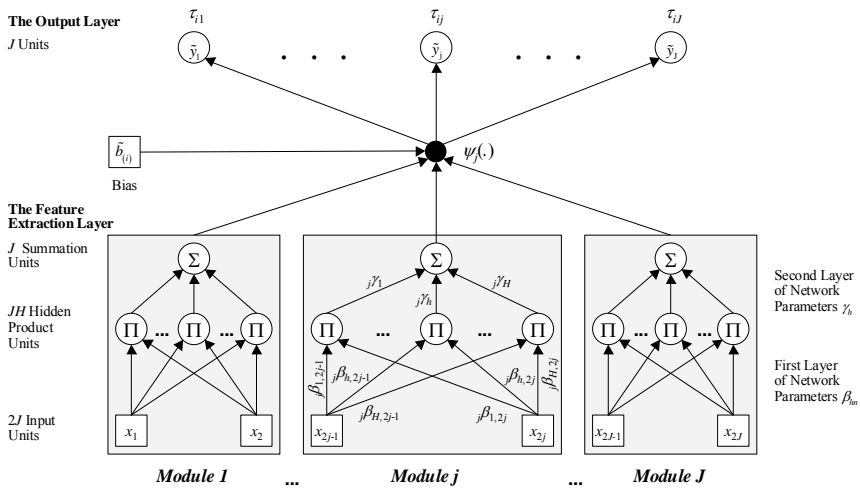 The Output Layer
J Units
τi1 τij τiJ
ỹ1 . . . ỹj . . . ỹJ
b̃(i)
Bias
ψj(.)
The Feature
Extraction Layer
J Summation
Units
Σ Σ Σ
jγ1 jγh jγH
Second Layer
of Network
Parameters γh
JH Hidden
Product
Units
Π ... Π ... Π Π ... Π ... Π Π ... Π ... Π
jβ1,2j-1 jβh,2j-1 jβh,2j jβH,2j
jβH,2j-1 jβ1,2j
First Layer
of Network
Parameters βhn
2J Input
Units
x1 x2 x2j-1 x2j x2J-1 x2J
Module 1 ... Module j ... Module J